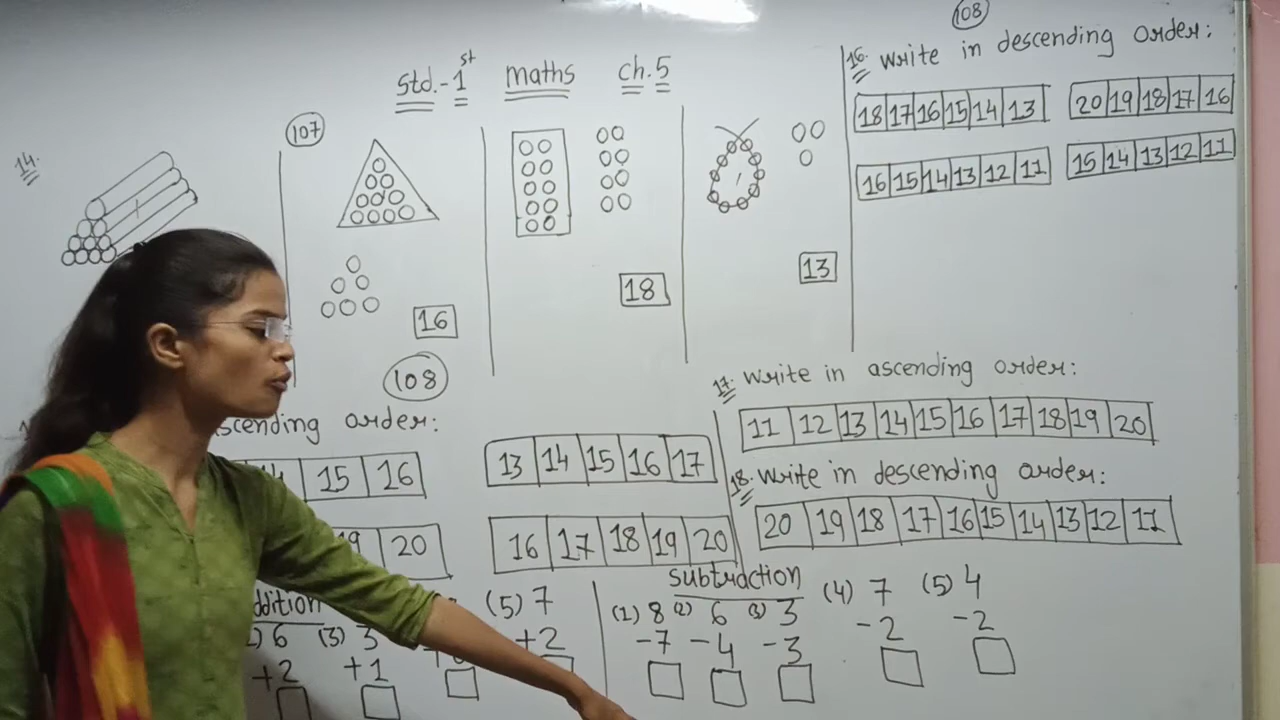 Std.-1st maths ch.5
14.
107
16
18
13
108
16. Write in descending order:
18 17 16 15 14 13
20 19 18 17 16
16 15 14 13 12 11
15 14 13 12 11
108
order:
15 16
13 14 15 16 17
20
16 17 18 19 20
17. Write in ascending order:
11 12 13 14 15 16 17 18 19 20
18. Write in descending order:
20 19 18 17 16 15 14 13 12 11
6
+2
(3) 3
+1
(5) 7
+2
Subtraction
(1) 8
-7
(2) 6
-4
(3) 3
-3
(4) 7
-2
(5) 4
-2